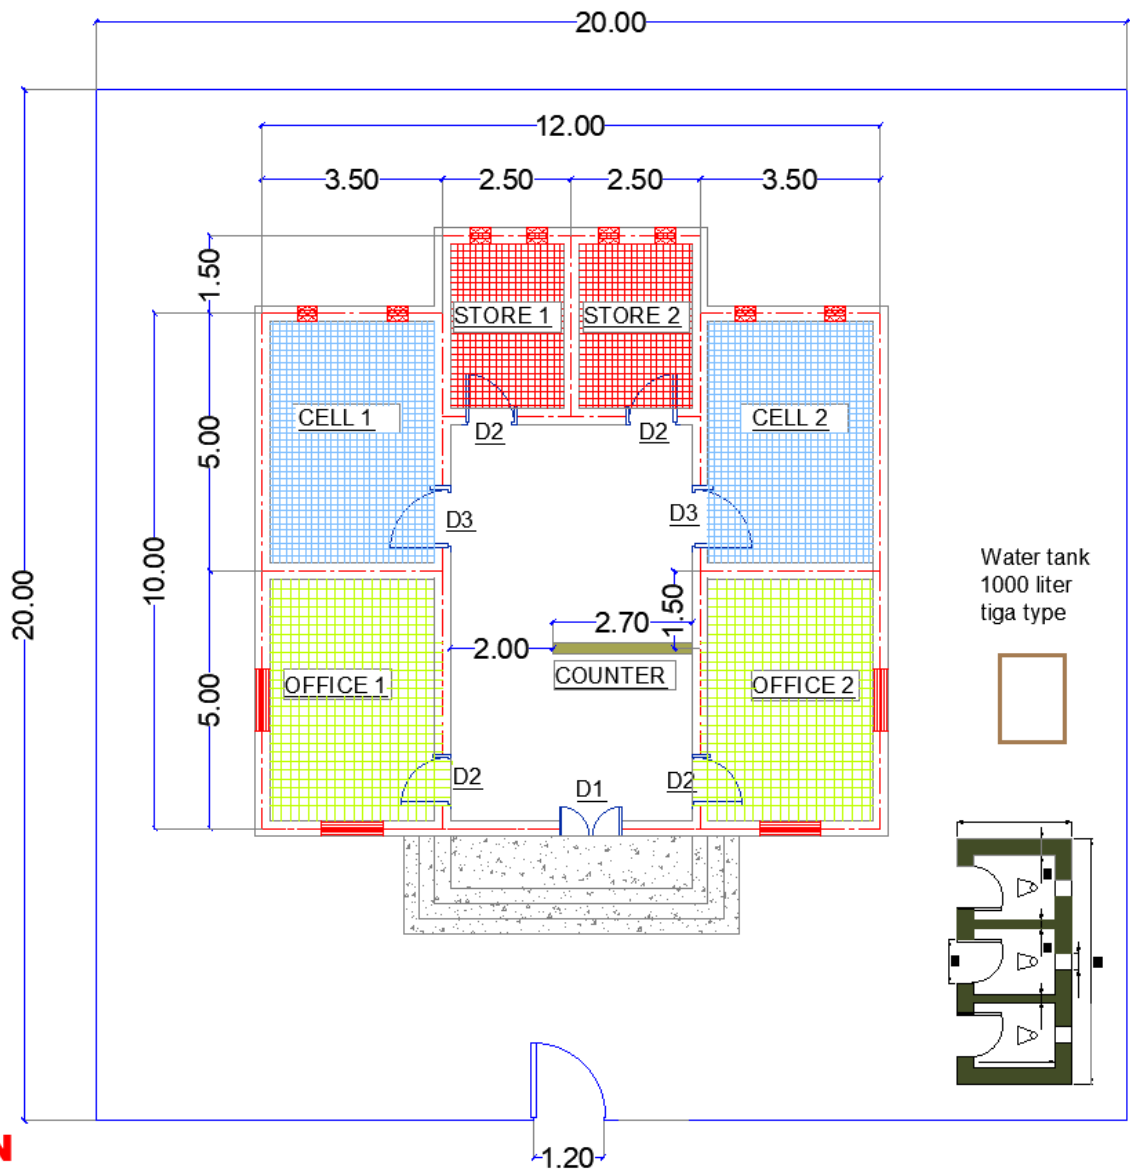 20.00
12.00
3.50
2.50
2.50
3.50
1.50
STORE 1
STORE 2
CELL 1
CELL 2
5.00
D2
D2
D3
D3
10.00
20.00
Water tank
1000 liter
tiga type
1.50
2.70
2.00
COUNTER
OFFICE 1
OFFICE 2
5.00
D2
D2
D1
1.20
N